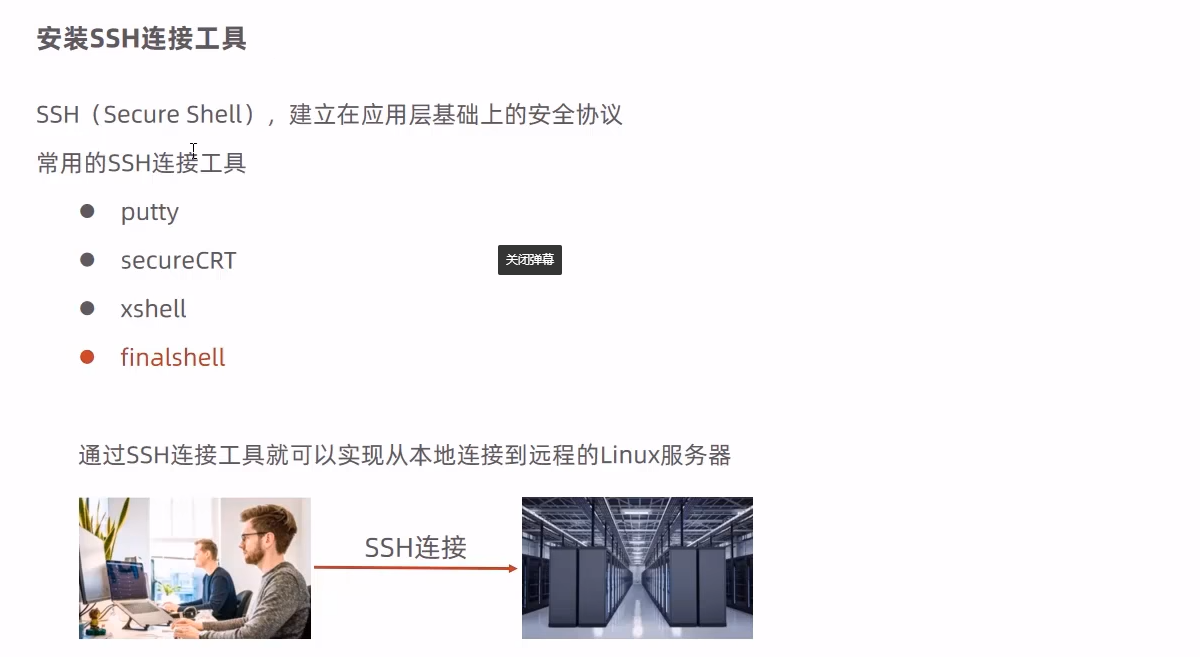 安装SSH连接工具
SSH（Secure Shell），建立在应用层基础上的安全协议
常用的SSH连接工具
putty
secureCRT
关闭弹幕
xshell
finalshell
通过SSH连接工具就可以实现从本地连接到远程的Linux服务器
SSH连接